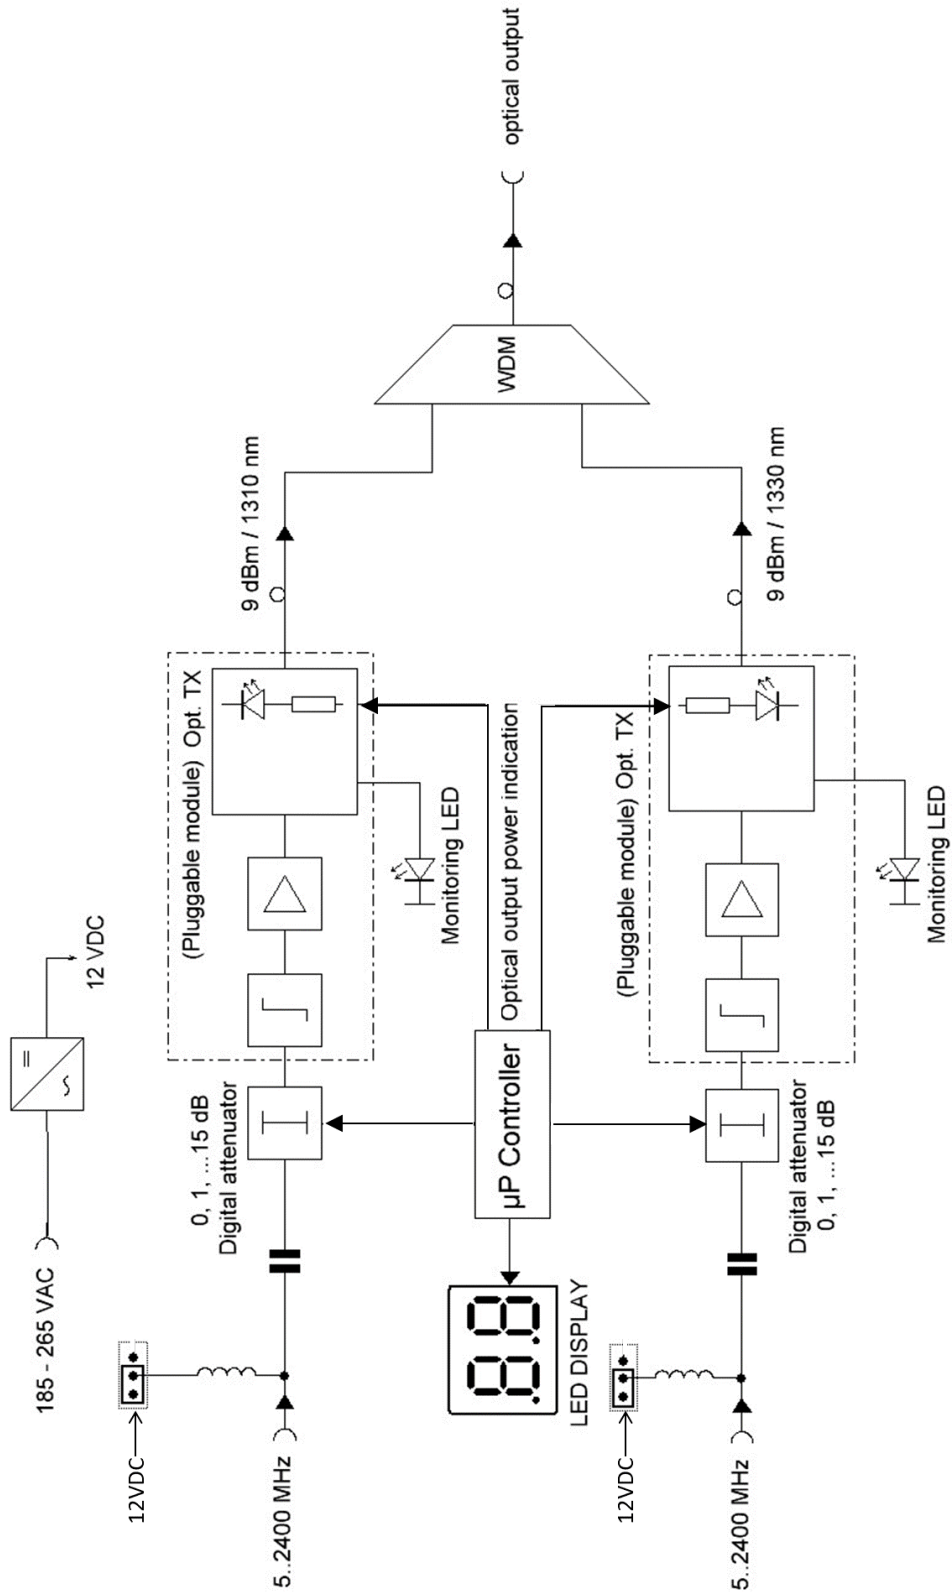 185 - 265 VAC
12 VDC
12VDC
5..2400 MHz
0, 1, ...15 dB
Digital attenuator
(Pluggable module) Opt. TX
9 dBm / 1310 nm
Monitoring LED
LED DISPLAY
8.8.
µP Controller
Optical output power indication
WDM
optical output
12VDC
5..2400 MHz
Digital attenuator
0, 1, ...15 dB
(Pluggable module) Opt. TX
9 dBm / 1330 nm
Monitoring LED